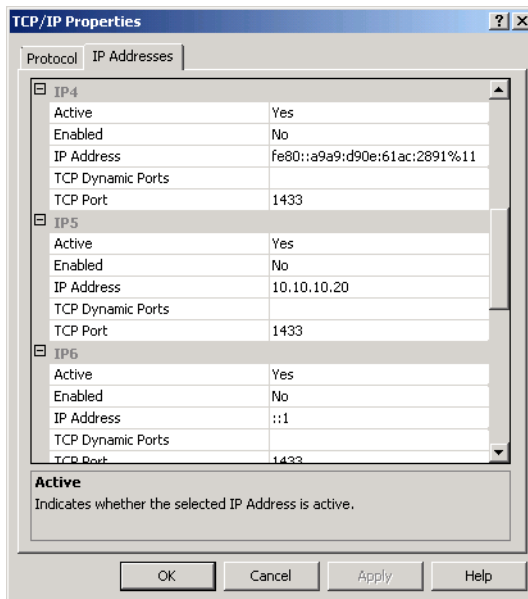 TCP/IP Properties
Protocol IP Addresses
IP4
Active Yes
Enabled No
IP Address fe80::a9a9:d90e:61ac:2891%11
TCP Dynamic Ports
TCP Port 1433
IP5
Active Yes
Enabled No
IP Address 10.10.10.20
TCP Dynamic Ports
TCP Port 1433
IP6
Active Yes
Enabled No
IP Address ::1
TCP Dynamic Ports
TCP Port 1433
Active
Indicates whether the selected IP Address is active.
OK Cancel Apply Help